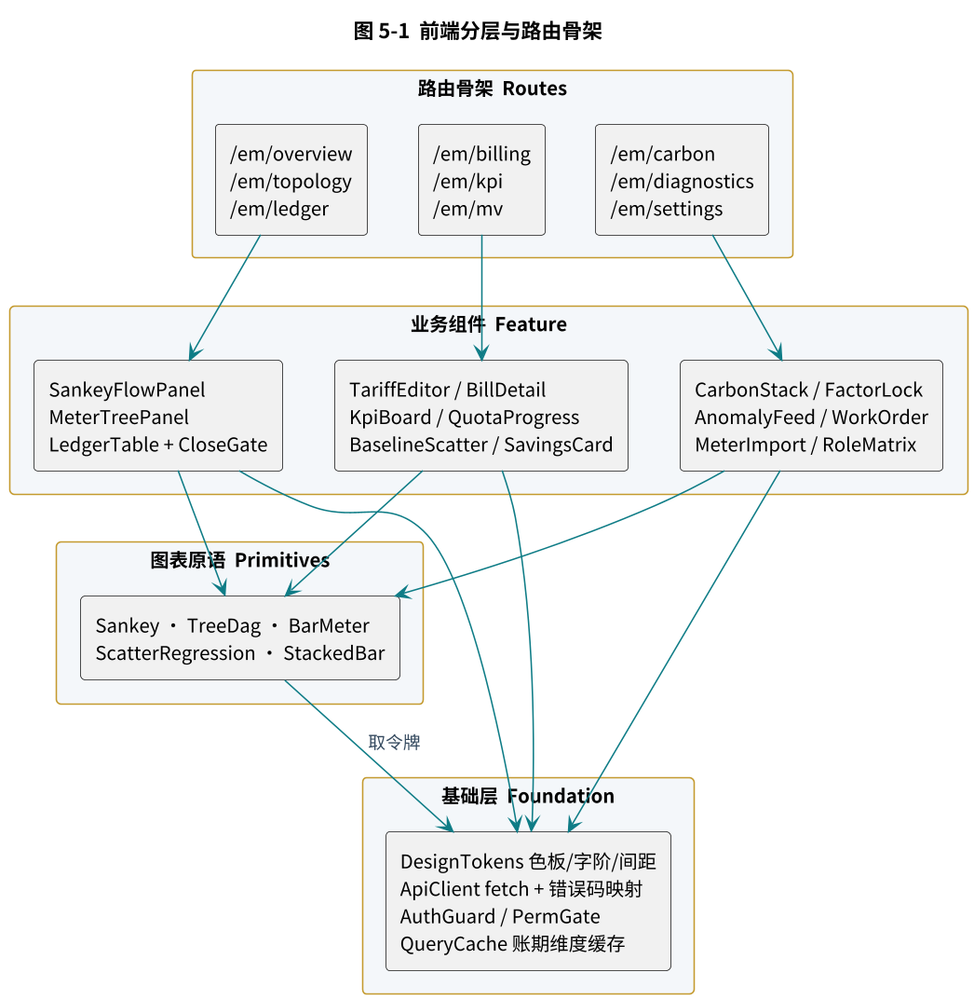 图 5-1 前端分层与路由骨架
路由骨架 Routes
/em/overview
/em/topology
/em/ledger
/em/billing
/em/kpi
/em/mv
/em/carbon
/em/diagnostics
/em/settings
业务组件 Feature
SankeyFlowPanel
MeterTreePanel
LedgerTable + CloseGate
TariffEditor / BillDetail
KpiBoard / QuotaProgress
BaselineScatter / SavingsCard
CarbonStack / FactorLock
AnomalyFeed / WorkOrder
MeterImport / RoleMatrix
图表原语 Primitives
Sankey · TreeDag · BarMeter
ScatterRegression · StackedBar
取令牌
基础层 Foundation
DesignTokens 色板/字阶/间距
ApiClient fetch + 错误码映射
AuthGuard / PermGate
QueryCache 账期维度缓存